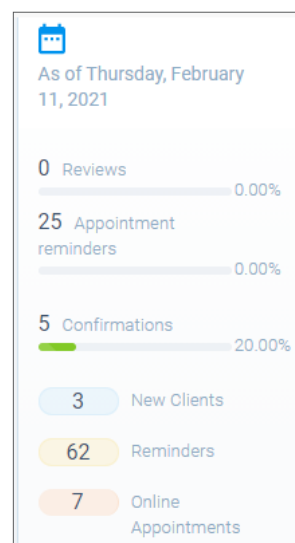 As of Thursday, February
11, 2021
0 Reviews
0.00%
25 Appointment
reminders
0.00%
5 Confirmations
20.00%
3 New Clients
62 Reminders
7 Online
Appointments